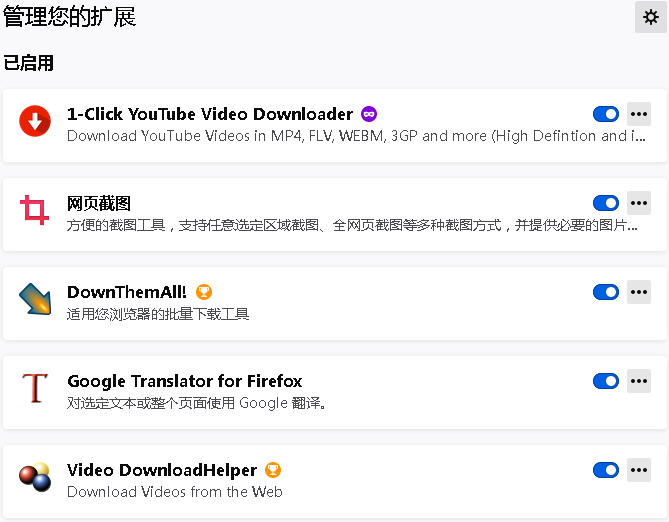 管理您的扩展
已启用
1-Click YouTube Video Downloader
Download YouTube Videos in MP4, FLV, WEBM, 3GP and more (High Defintion and i...
网页截图
方便的截图工具，支持任意选定区域截图、全网页截图等多种截图方式，并提供必要的图片...
DownThemAll!
适用您浏览器的批量下载工具
Google Translator for Firefox
对选定文本或整个页面使用 Google 翻译。
Video DownloadHelper
Download Videos from the Web